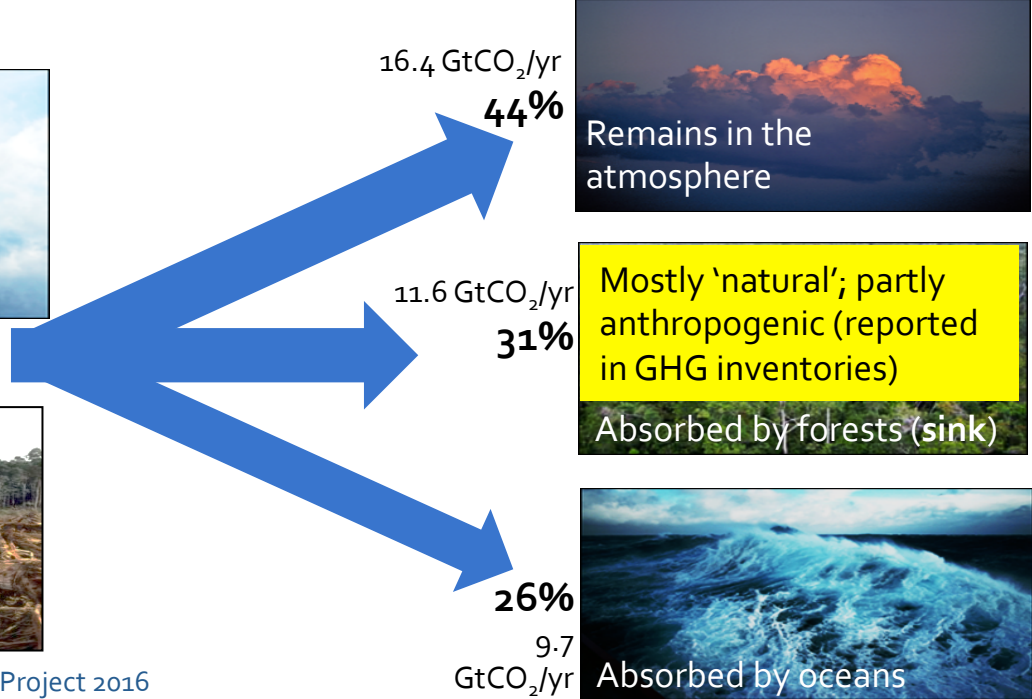 16.4 GtCO₂/yr
44%
Remains in the
atmosphere
11.6 GtCO₂/yr
31%
Mostly ‘natural’; partly
anthropogenic (reported
in GHG inventories)
Absorbed by forests (sink)
26%
9.7
GtCO₂/yr
Absorbed by oceans
Project 2016